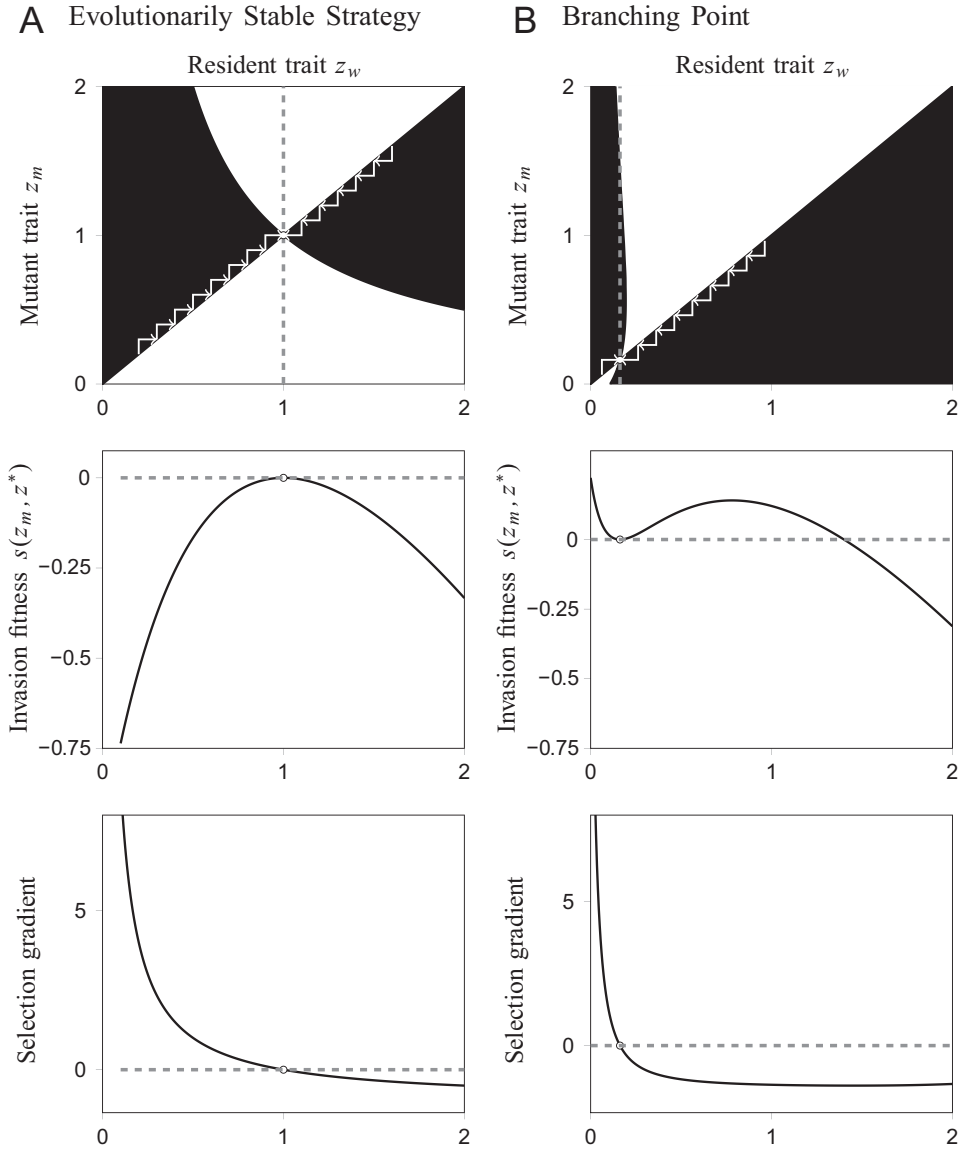 A Evolutionarily Stable Strategy
Resident trait z_w
Mutant trait z_m
2
1
0
0 1 2
Invasion fitness s(z_m, z*)
0
−0.25
−0.5
−0.75
0 1 2
Selection gradient
5
0
0 1 2
B Branching Point
Resident trait z_w
Mutant trait z_m
2
1
0
0 1 2
Invasion fitness s(z_m, z*)
0
−0.25
−0.5
−0.75
0 1 2
Selection gradient
5
0
0 1 2